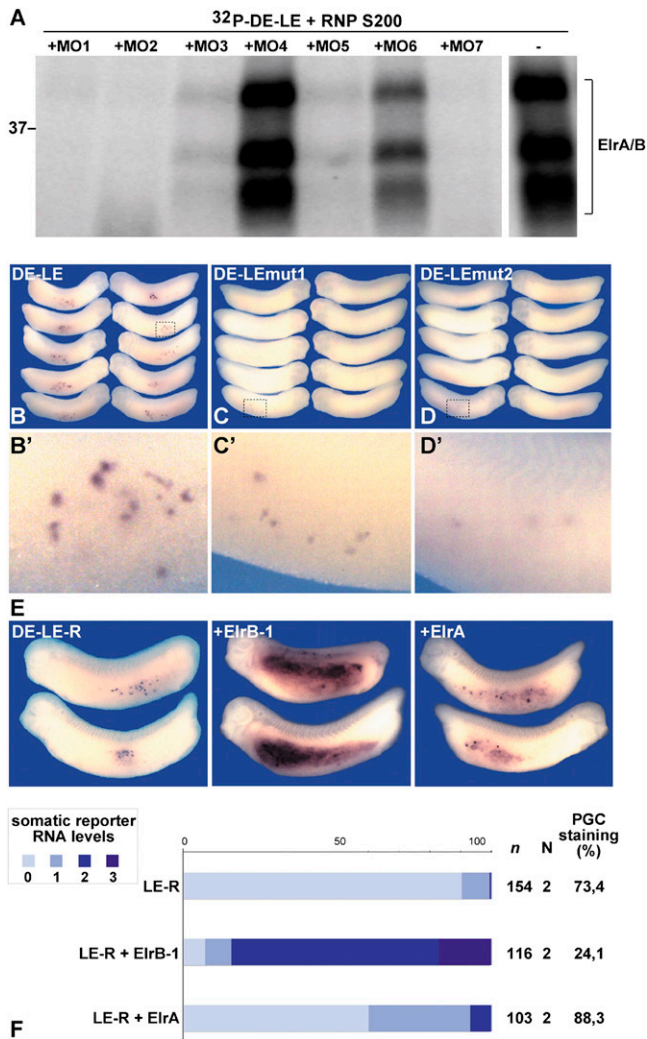 A
32P-DE-LE + RNP S200
+MO1 +MO2 +MO3 +MO4 +MO5 +MO6 +MO7 -
37
ElrA/B
DE-LE DE-LEmut1 DE-LEmut2
B C D
B' C' D'
E
DE-LE-R +ElrB-1 +ElrA
somatic reporter
RNA levels
0 1 2 3
0 50 100 n N PGC
staining
(%)
LE-R 154 2 73,4
LE-R + ElrB-1 116 2 24,1
LE-R + ElrA 103 2 88,3
F